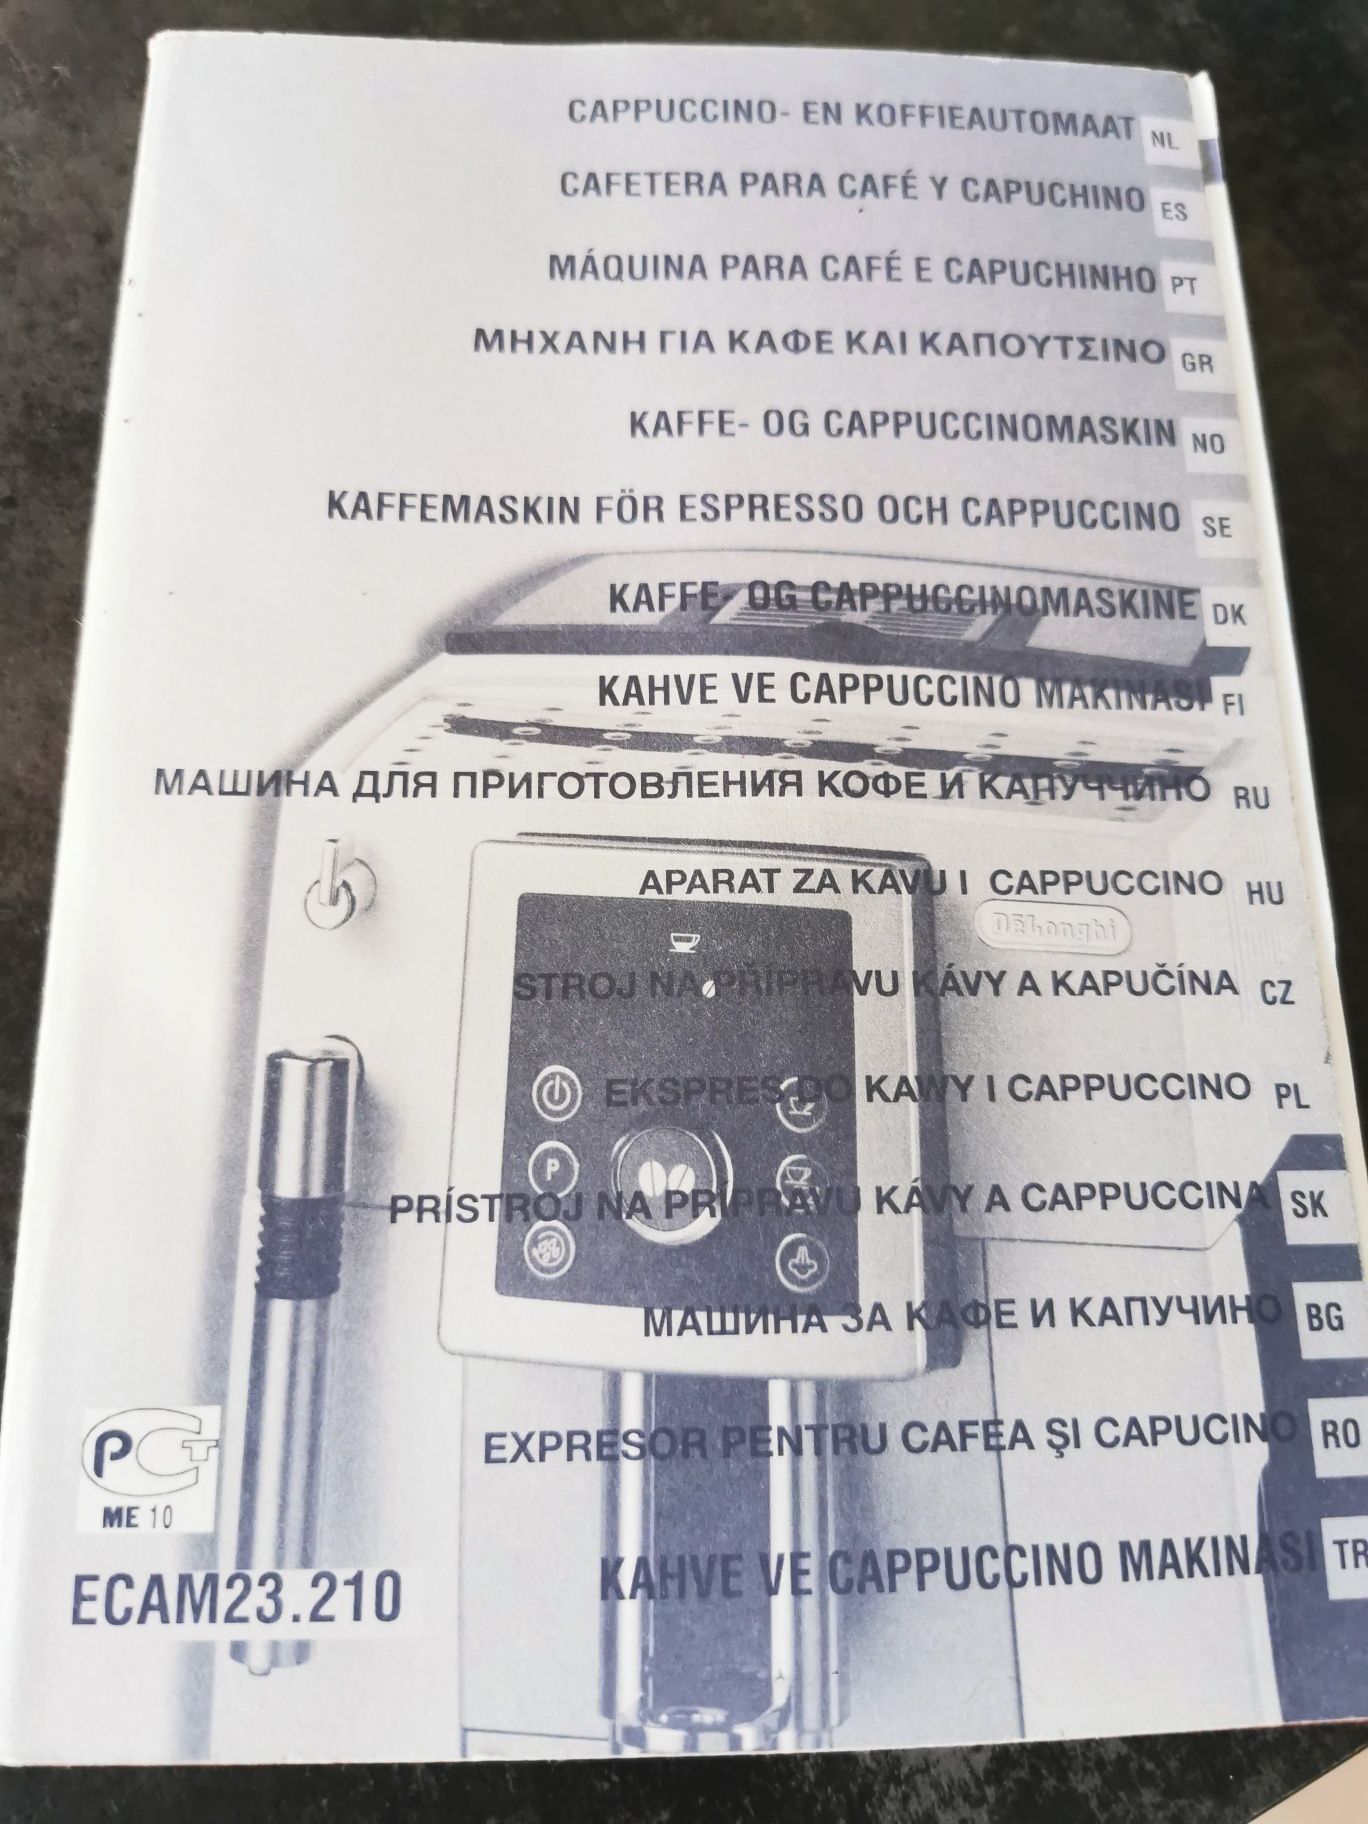 CAPPUCCINO- EN KOFFIEAUTOMAAT NL
CAFETERA PARA CAFÉ Y CAPUCHINO ES
MÁQUINA PARA CAFÉ E CAPUCHINHO PT
ΜΗΧΑΝΗ ΓΙΑ ΚΑΦΕ ΚΑΙ ΚΑΠΟΥΤΣΙΝΟ GR
KAFFE- OG CAPPUCCINOMASKIN NO
KAFFEMASKIN FÖR ESPRESSO OCH CAPPUCCINO SE
KAFFE- OG CAPPUCCINOMASKINE DK
KAHVE VE CAPPUCCINO MAKINASI FI
МАШИНА ДЛЯ ПРИГОТОВЛЕНИЯ КОФЕ И КАПУЧЧИНО RU
APARAT ZA KAVU I CAPPUCCINO HU
DēLonghi
STROJ NA PŘÍPRAVU KÁVY A KAPUČÍNA CZ
EKSPRES DO KAWY I CAPPUCCINO PL
P
PRÍSTROJ NA PRÍPRAVU KÁVY A CAPPUCCINA SK
МАШИНА ЗА КАФЕ И КАПУЧИНО BG
EXPRESOR PENTRU CAFEA ŞI CAPUCINO RO
PCT
ME 10
KAHVE VE CAPPUCCINO MAKINASI TR
ECAM23.210